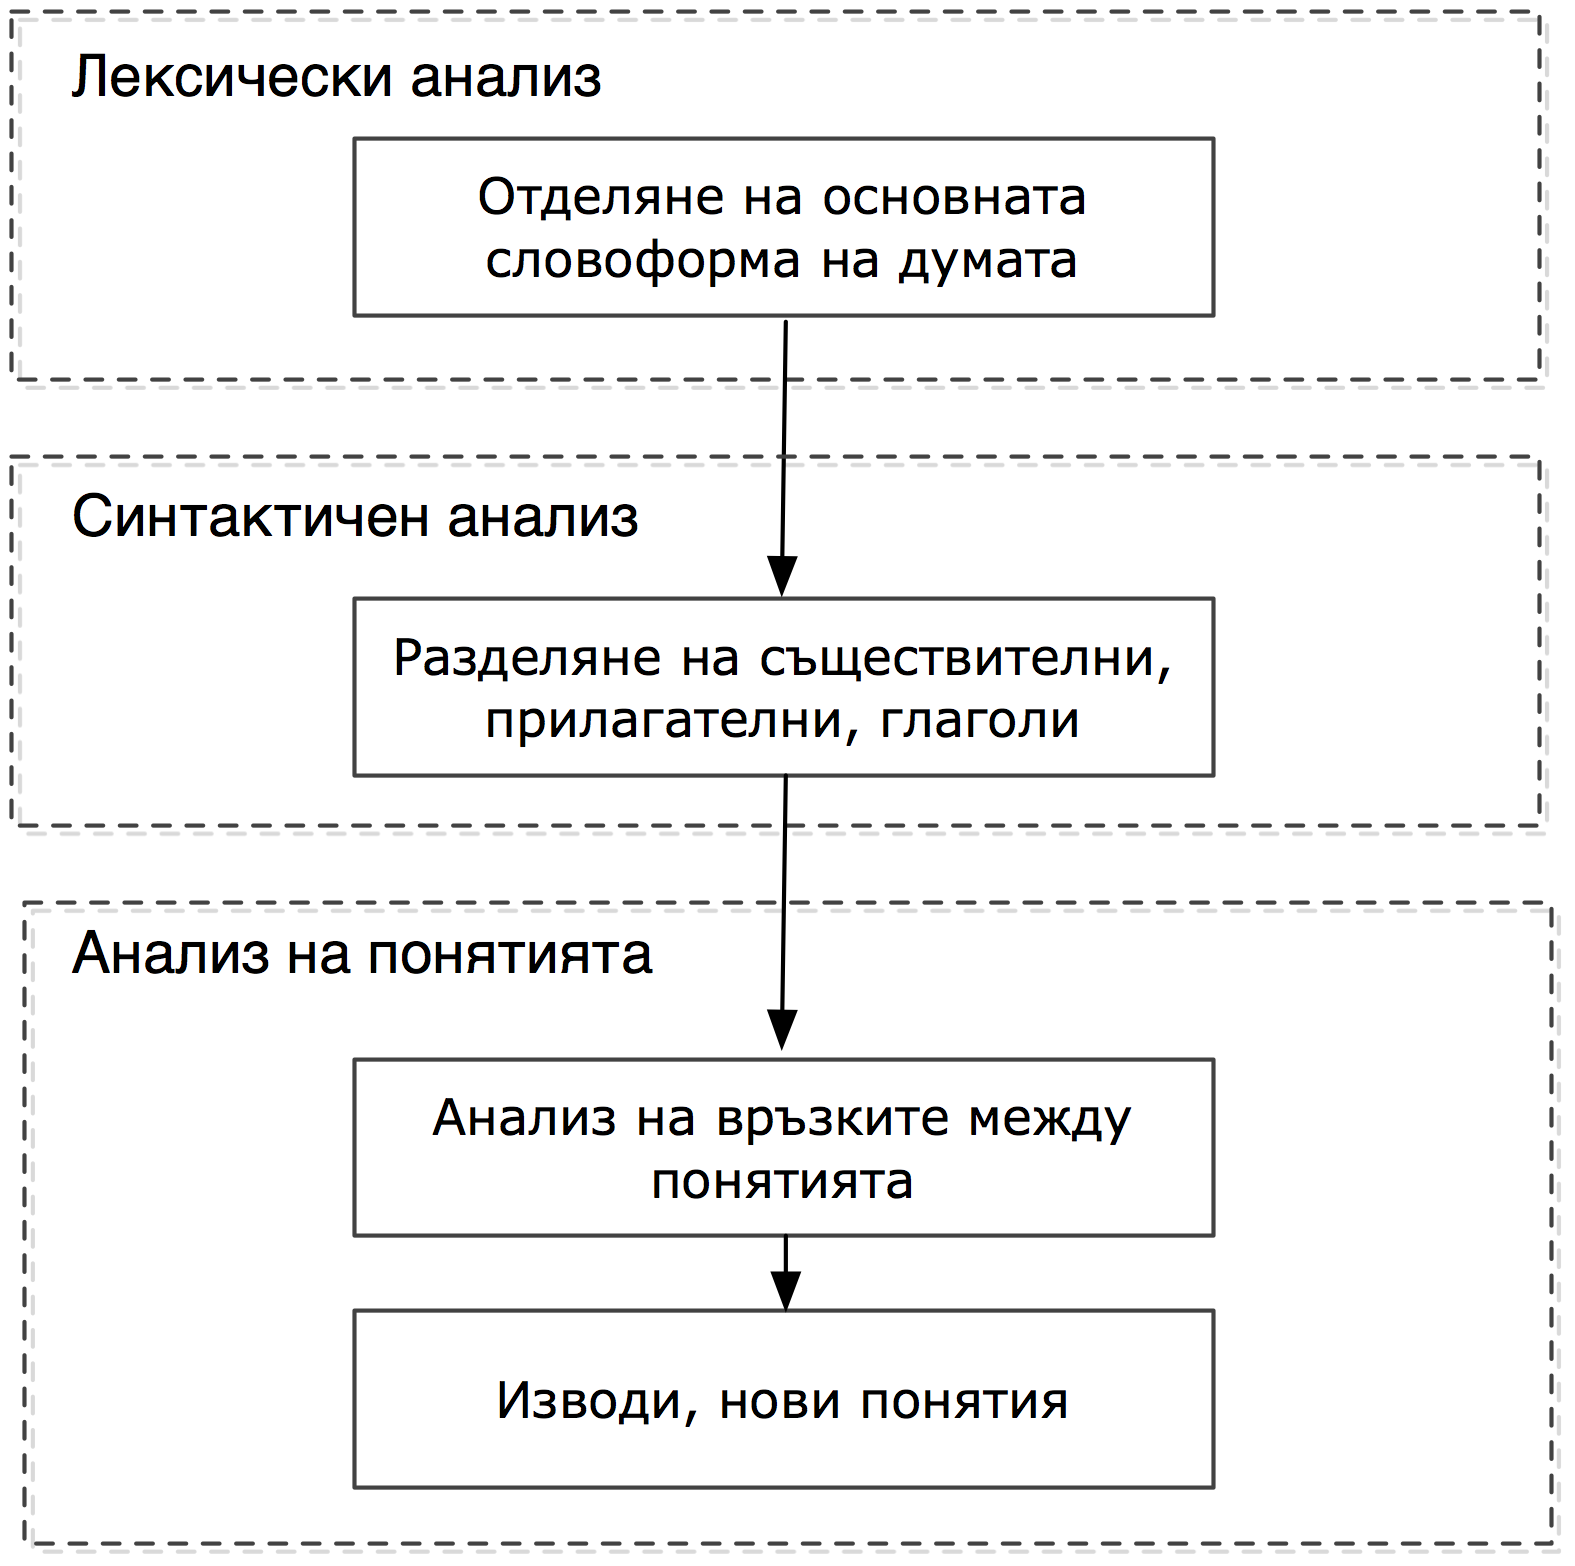 Лексически анализ
Отделяне на основната
словоформа на думата
Синтактичен анализ
Разделяне на съществителни,
прилагателни, глаголи
Анализ на понятията
Анализ на връзките между
понятията
Изводи, нови понятия